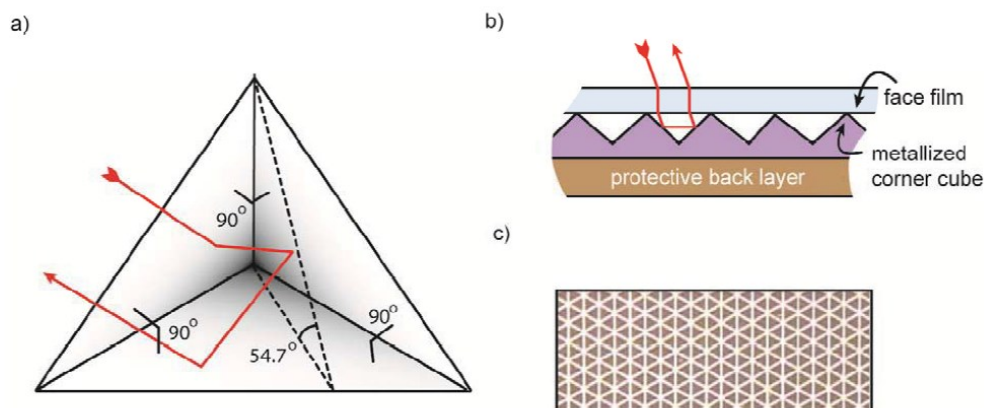 a)
90°
90°
90°
54.7°
b)
face film
metallized
corner cube
protective back layer
c)